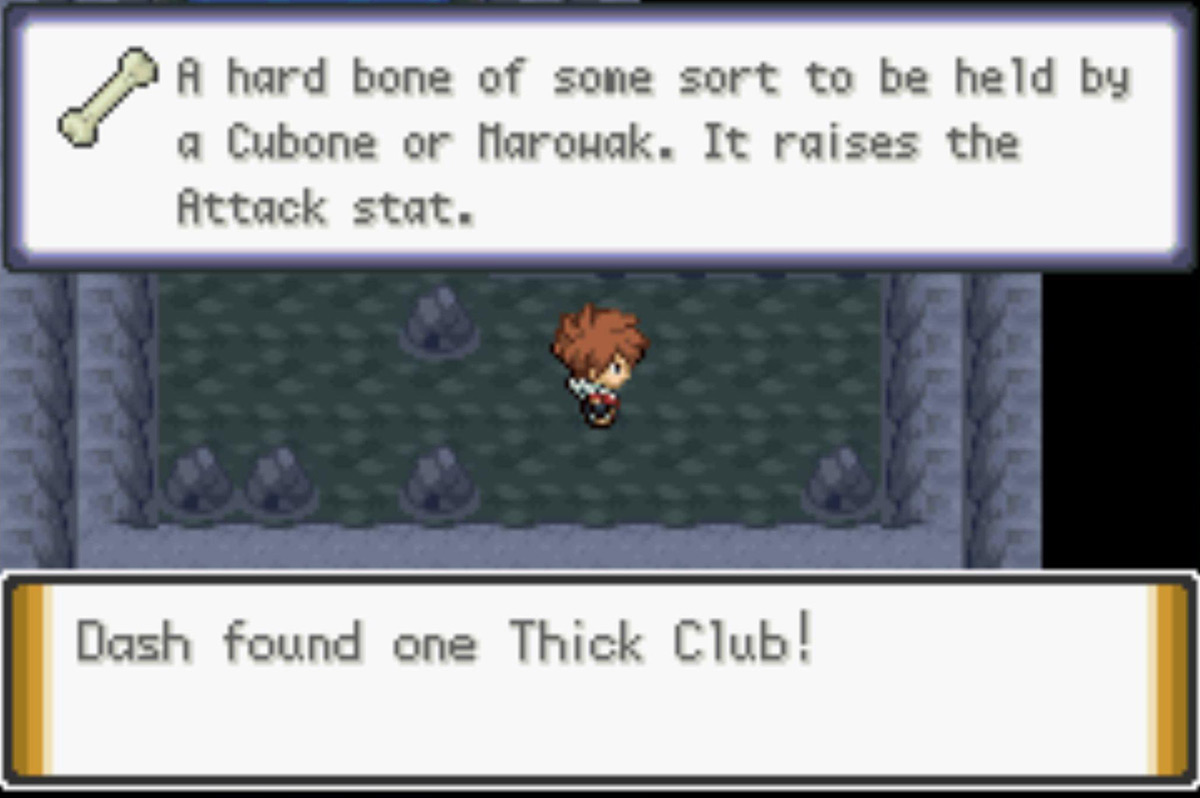 A hard bone of some sort to be held by
a Cubone or Marowak. It raises the
Attack stat.
Dash found one Thick Club!